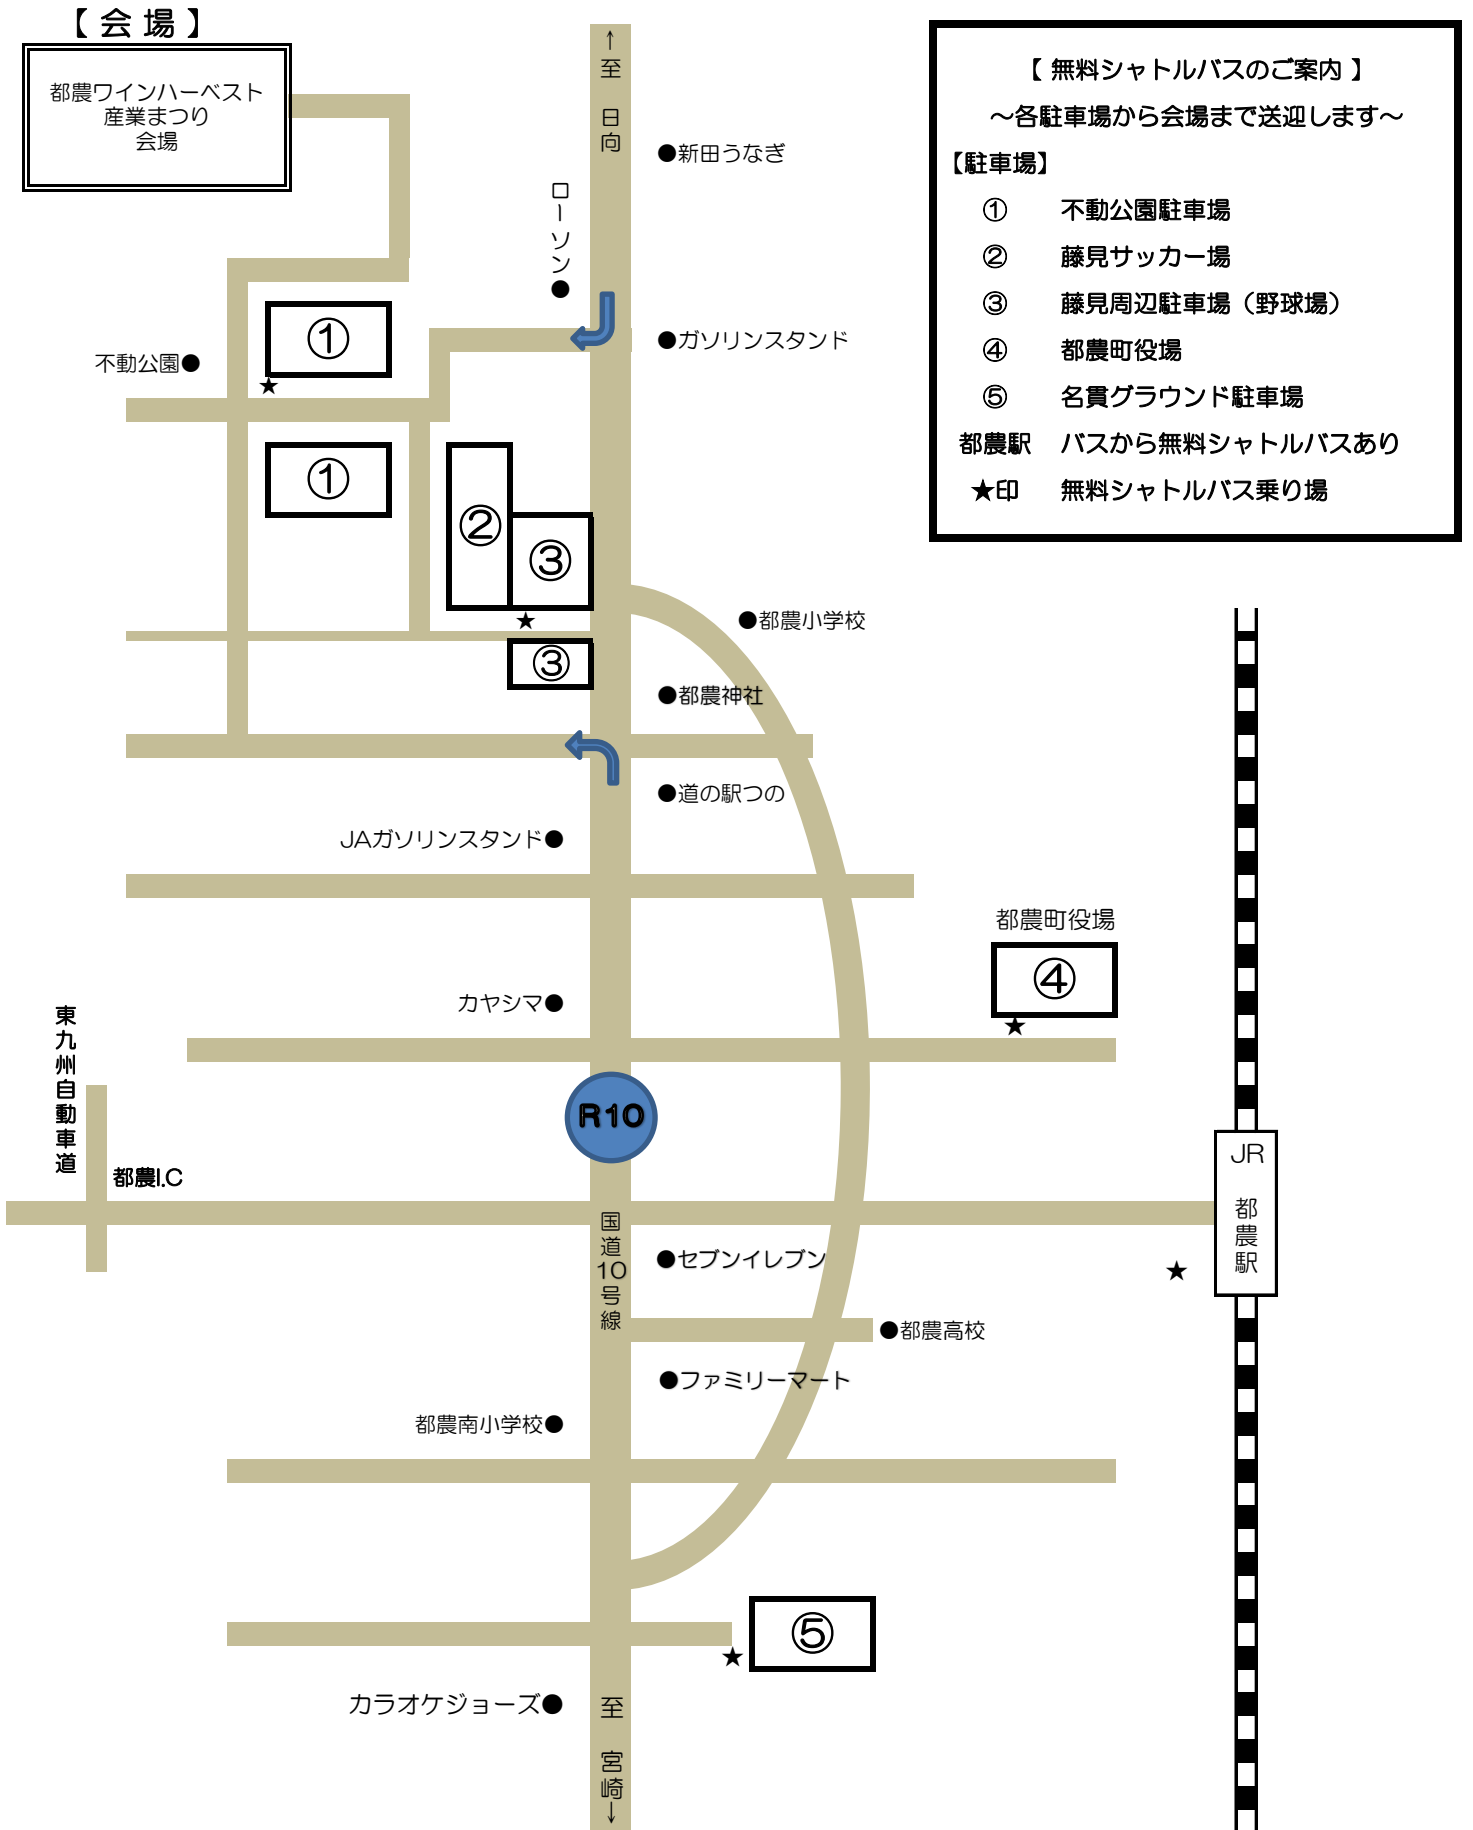 【 会 場 】
都農ワインハーベスト
産業まつり
会場
↑至 日向
【 無料シャトルバスのご案内 】
～各駐車場から会場まで送迎します～
【駐車場】
① 不動公園駐車場
② 藤見サッカー場
③ 藤見周辺駐車場（野球場）
④ 都農町役場
⑤ 名貫グラウンド駐車場
都農駅 バスから無料シャトルバスあり
★印 無料シャトルバス乗り場
●新田うなぎ
ローソン●
●ガソリンスタンド
①
不動公園●
★
①
②
③
★
③
●都農小学校
●都農神社
●道の駅つの
JAガソリンスタンド●
都農町役場
④
★
カヤシマ●
東九州自動車道
R10
都農I.C
JR 都農駅
国道10号線
●セブンイレブン
★
●都農高校
●ファミリーマート
都農南小学校●
⑤
★
カラオケジョーズ●
至 宮崎↓